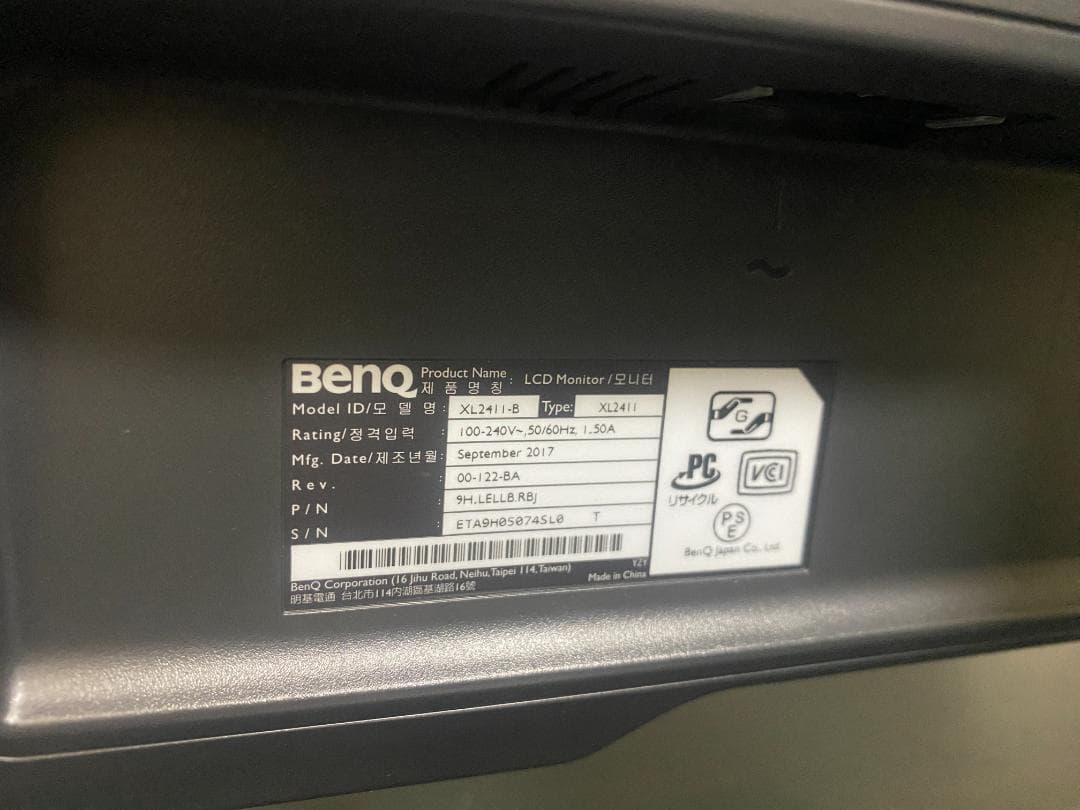 BenQ Product Name : LCD Monitor/모니터
제 품 명 칭
Model ID/모 델 명 : XL2411-B Type: XL2411
Rating/정격입력 : 100-240V~,50/60Hz, 1.50A
Mfg. Date/제조년월: September 2017
Rev. : 00-122-BA
P/N : 9H.LELLB.RBJ
S/N : ETA9H05074SL0 T
BenQ Corporation (16 Jihu Road, Neihu, Taipei 114, Taiwan) YZY
明基電通 台北市114內湖區基湖路16號 Made in China
G
PC
リサイクル
VCCI
PS
E
BenQ Japan Co., Ltd.